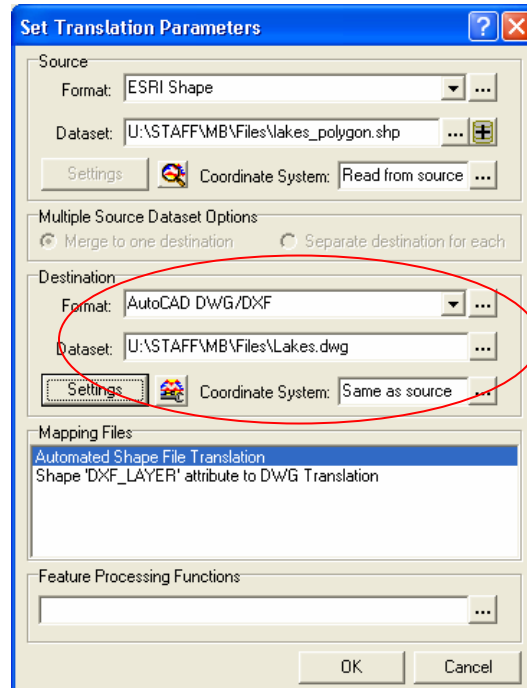 Set Translation Parameters
Source
Format: ESRI Shape
Dataset: U:\STAFF\MB\Files\lakes_polygon.shp
Settings Coordinate System: Read from source
Multiple Source Dataset Options
Merge to one destination Separate destination for each
Destination
Format: AutoCAD DWG/DXF
Dataset: U:\STAFF\MB\Files\Lakes.dwg
Settings Coordinate System: Same as source
Mapping Files
Automated Shape File Translation
Shape 'DXF_LAYER' attribute to DWG Translation
Feature Processing Functions
OK Cancel